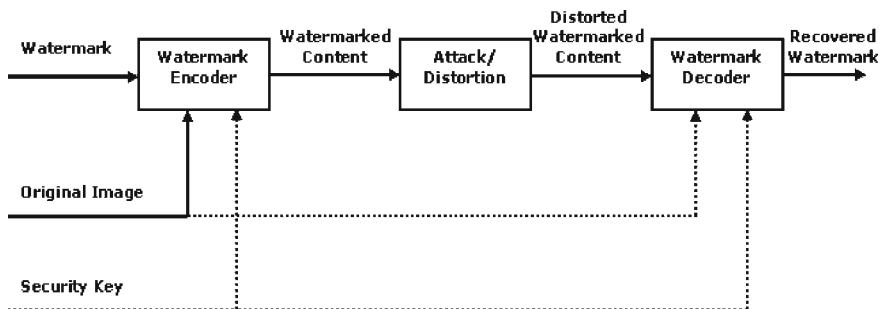 Watermark
Watermark
Encoder
Watermarked
Content
Attack/
Distortion
Distorted
Watermarked
Content
Watermark
Decoder
Recovered
Watermark
Original Image
Security Key